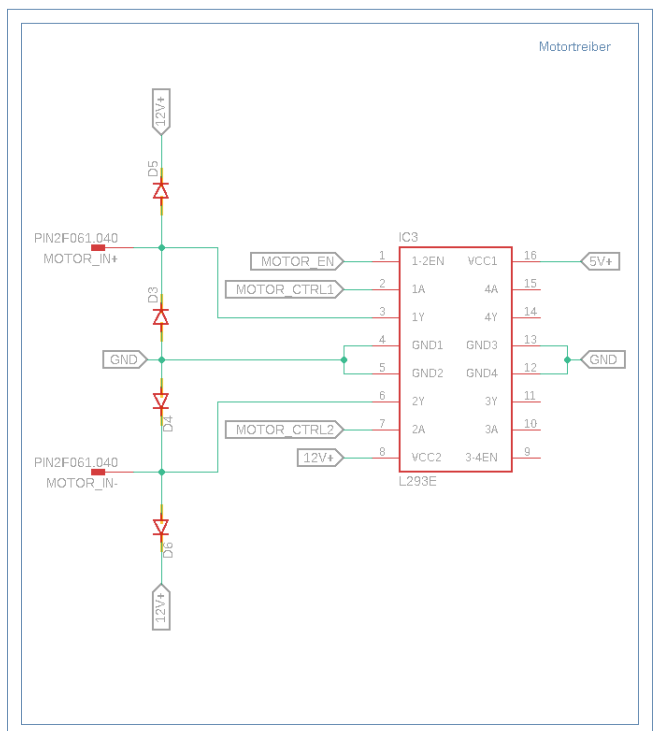 Motortreiber
12V+
D5
PIN2F061.040
MOTOR_IN+
D3
GND
D4
PIN2F061.040
MOTOR_IN-
D6
12V+
IC3
MOTOR_EN 1 1-2EN VCC1 16 5V+
MOTOR_CTRL1 2 1A 4A 15
3 1Y 4Y 14
4 GND1 GND3 13
5 GND2 GND4 12 GND
6 2Y 3Y 11
MOTOR_CTRL2 7 2A 3A 10
12V+ 8 VCC2 3-4EN 9
L293E